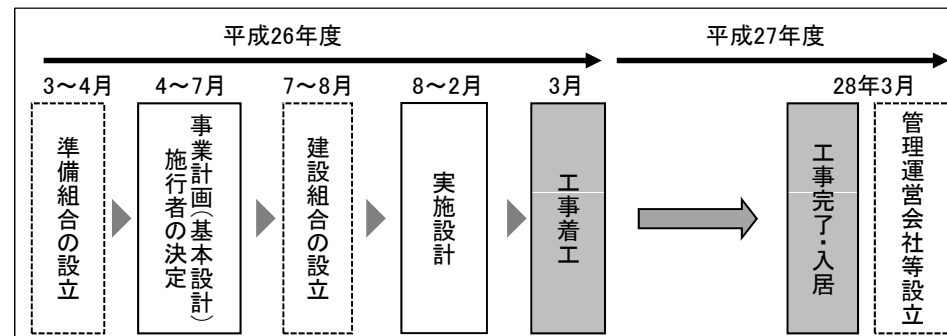 平成26年度
平成27年度
3～4月
4～7月
7～8月
8～2月
3月
28年3月
準備組合の設立
事業計画（基本設計）
施行者の決定
建設組合の設立
実施設計
工事着工
工事完了・入居
管理運営会社等設立